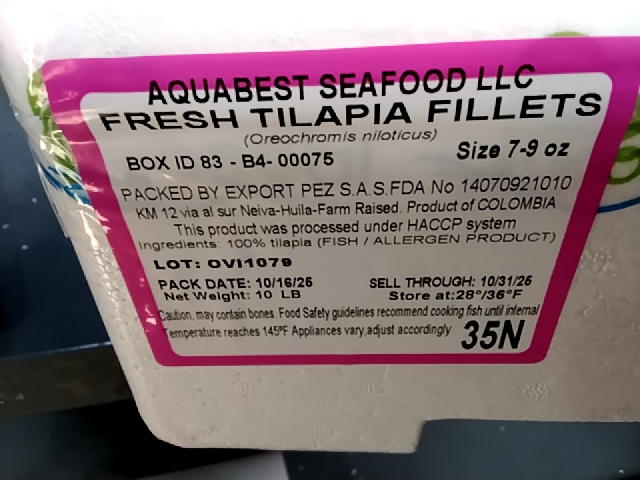 AQUABEST SEAFOOD LLC
FRESH TILAPIA FILLETS
(Oreochromis niloticus)
BOX ID 83 - B4- 00075
Size 7-9 oz
PACKED BY EXPORT PEZ S.A.S.FDA No 14070921010
KM 12 via al sur Neiva-Huila-Farm Raised. Product of COLOMBIA
This product was processed under HACCP system
Ingredients: 100% tilapia (FISH / ALLERGEN PRODUCT)
LOT: OVI1079
PACK DATE: 10/16/25
SELL THROUGH: 10/31/25
Net Weight: 10 LB
Store at:28°/36°F
Caution, may contain bones. Food Safety guidelines recommend cooking fish until internal
Temperature reaches 145ºF Appliances vary,adjust accordingly
35N